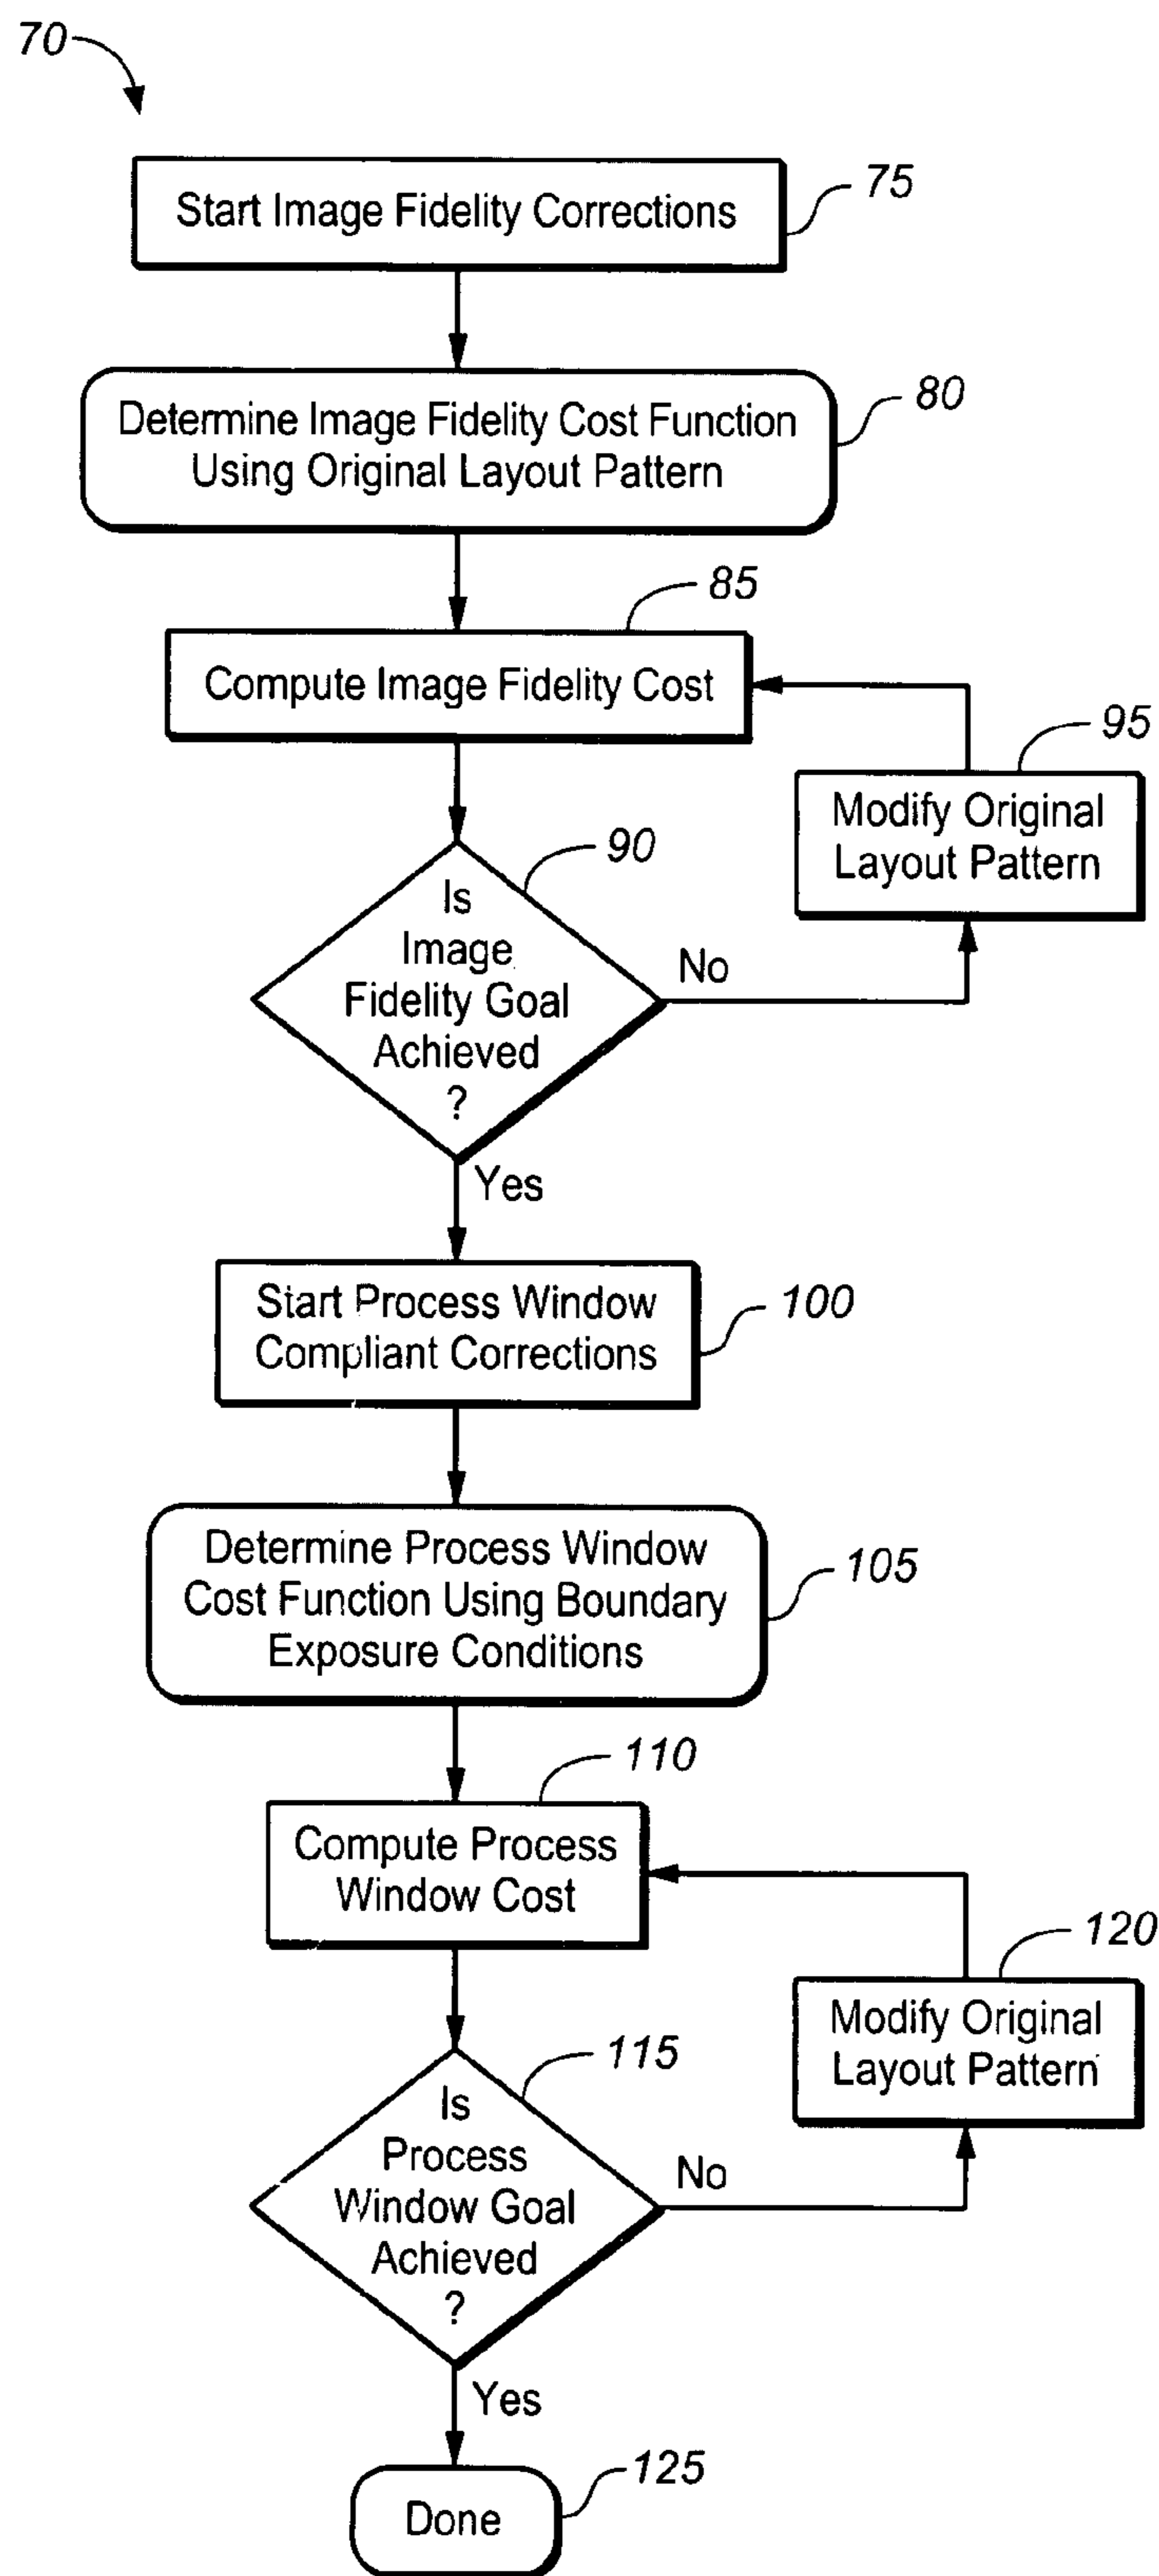 70
Start Image Fidelity Corrections
75
Determine Image Fidelity Cost Function
Using Original Layout Pattern
80
85
Compute Image Fidelity Cost
95
Modify Original
Layout Pattern
90
Is
Image
Fidelity Goal
Achieved
?
No
Yes
Start Process Window
Compliant Corrections
100
Determine Process Window
Cost Function Using Boundary
Exposure Conditions
105
110
Compute Process
Window Cost
120
Modify Original
Layout Pattern
115
Is
Process
Window Goal
Achieved
?
No
Yes
Done
125